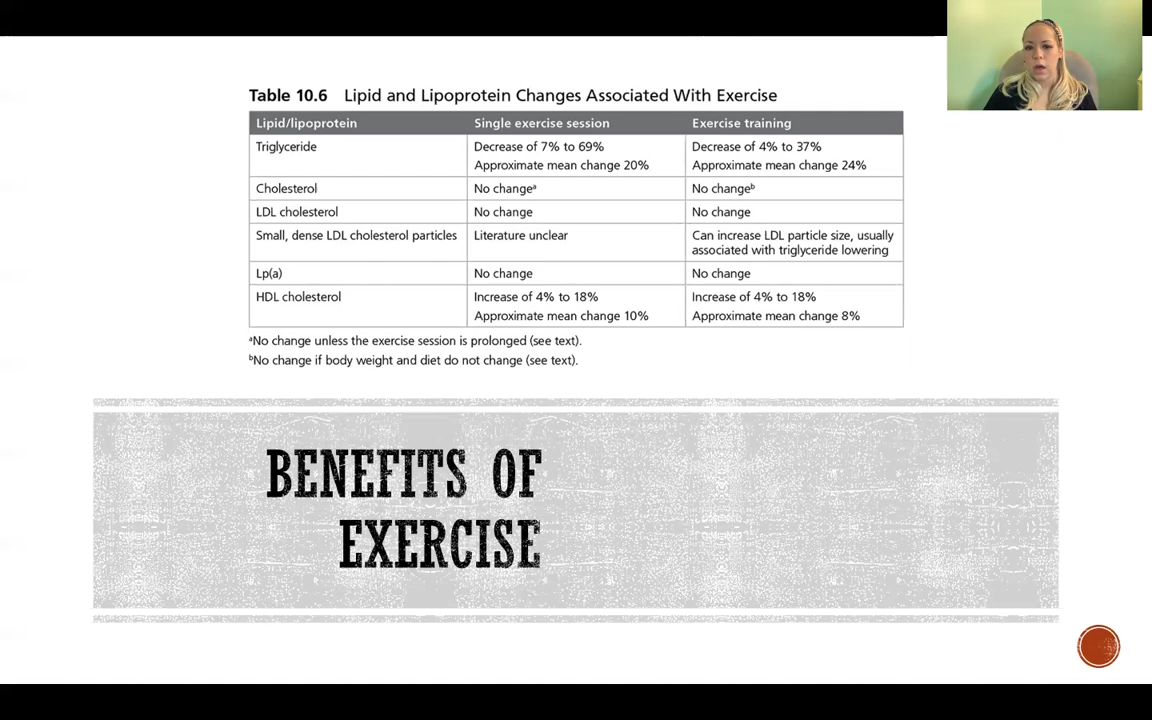 Table 10.6 Lipid and Lipoprotein Changes Associated With Exercise
Lipid/lipoprotein Single exercise session Exercise training
Triglyceride Decrease of 7% to 69% Decrease of 4% to 37%
Approximate mean change 20% Approximate mean change 24%
Cholesterol No changeᵃ No changeᵇ
LDL cholesterol No change No change
Small, dense LDL cholesterol particles Literature unclear Can increase LDL particle size, usually
associated with triglyceride lowering
Lp(a) No change No change
HDL cholesterol Increase of 4% to 18% Increase of 4% to 18%
Approximate mean change 10% Approximate mean change 8%
ᵃNo change unless the exercise session is prolonged (see text).
ᵇNo change if body weight and diet do not change (see text).
BENEFITS OF
EXERCISE